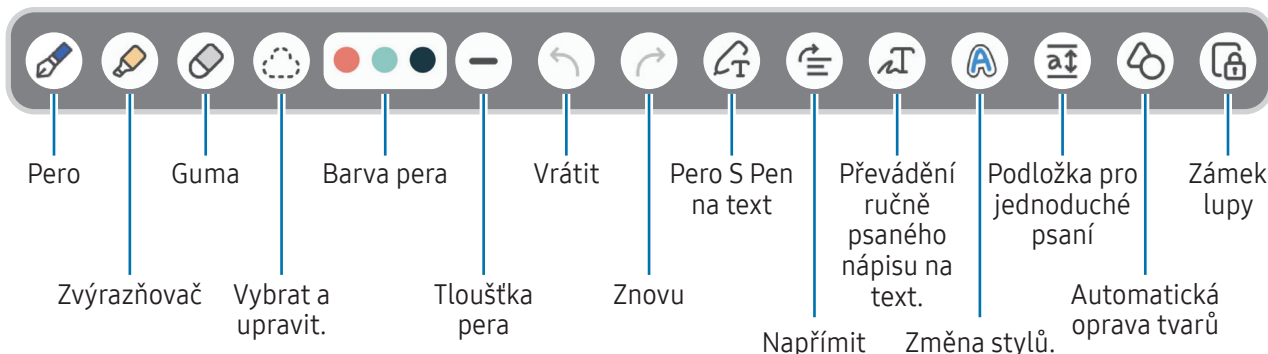 Pero
Guma
Barva pera
Vrátit
Pero S Pen
na text
Převádění
ručně
psaného
nápisu na
text.
Podložka pro
jednoduché
psaní
Zámek
lupy
Zvýrazňovač
Vybrat a
upravit.
Tloušťka
pera
Znovu
Napřímit
Změna stylů.
Automatická
oprava tvarů